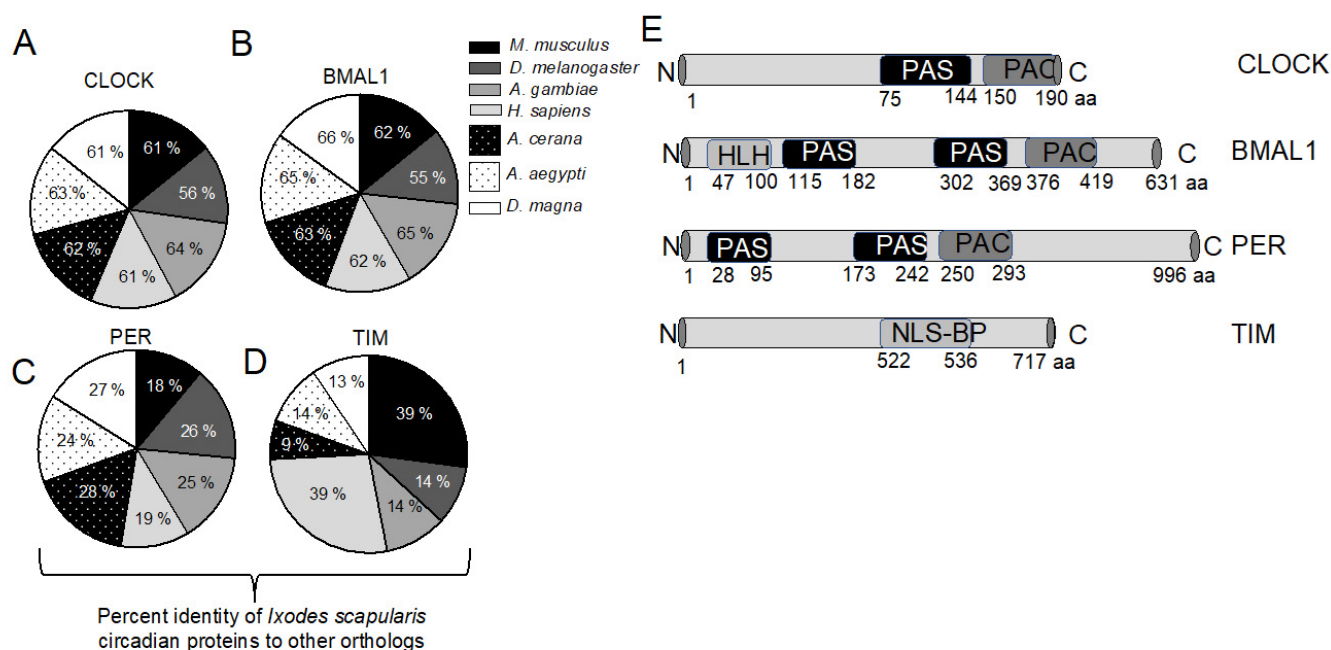 A
CLOCK
61 %
56 %
64 %
61 %
62 %
63 %
61 %
B
BMAL1
62 %
55 %
65 %
62 %
63 %
65 %
66 %
M. musculus
D. melanogaster
A. gambiae
H. sapiens
A. cerana
A. aegypti
D. magna
C
PER
18 %
26 %
25 %
19 %
28 %
24 %
27 %
D
TIM
39 %
14 %
14 %
39 %
9 %
14 %
13 %
Percent identity of Ixodes scapularis
circadian proteins to other orthologs
E
N PAS PAC C CLOCK
1 75 144 150 190 aa
N HLH PAS PAS PAC C BMAL1
1 47 100 115 182 302 369 376 419 631 aa
N PAS PAS PAC C PER
1 28 95 173 242 250 293 996 aa
N NLS-BP C TIM
1 522 536 717 aa